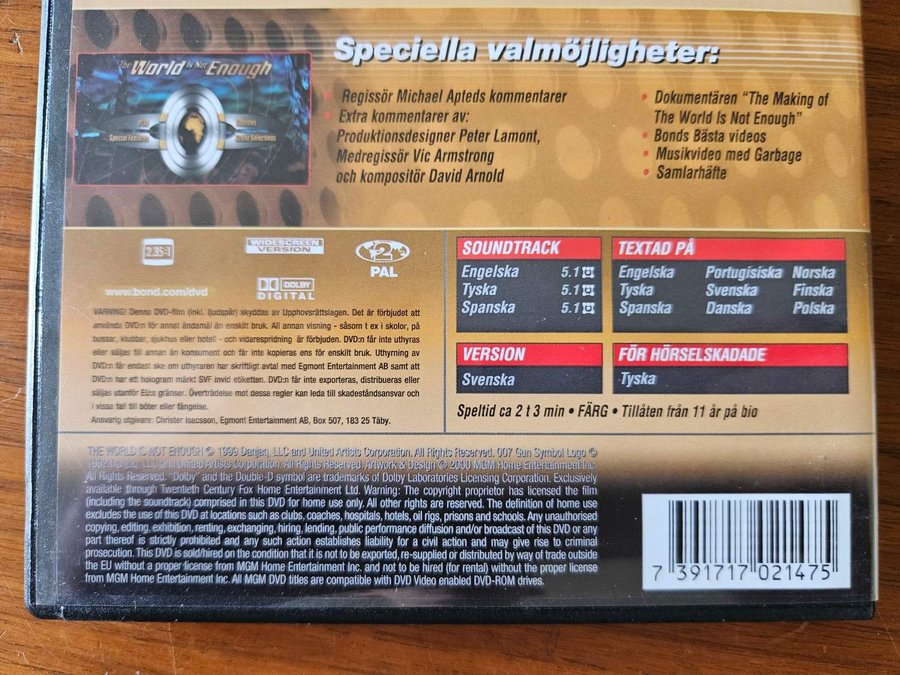 Speciella valmöjligheter:
The World is Not Enough
Play
Special Features
Scene Selections
Regissör Michael Apteds kommentarer
Extra kommentarer av:
Produktionsdesigner Peter Lamont,
Medregissör Vic Armstrong
och kompositör David Arnold
Dokumentären "The Making of
The World Is Not Enough"
Bonds Bästa videos
Musikvideo med Garbage
Samlarhäfte
2.35:1
WIDESCREEN
VERSION
2
PAL
www.bond.com/dvd
DOLBY
DIGITAL
SOUNDTRACK
Engelska 5.1
Tyska 5.1
Spanska 5.1
TEXTAD PÅ
Engelska Portugisiska Norska
Tyska Svenska Finska
Spanska Danska Polska
VERSION
Svenska
FÖR HÖRSELSKADADE
Tyska
Speltid ca 2 t 3 min • FÄRG • Tillåten från 11 år på bio
VARNING! Denna DVD-film (inkl. ljudspår) skyddas av Upphovsrättslagen. Det är förbjudet att
använda DVD:n för annat ändamål än enskilt bruk. All annan visning - såsom t ex i skolor, på
bussar, klubbar, sjukhus eller hotell - och vidarespridning är förbjuden. DVD:n får inte uthyras
eller säljas till annan än konsument och får inte kopieras ens för enskilt bruk. Uthyrning av
DVD:n får endast ske om uthyraren har skriftligt avtal med Egmont Entertainment AB samt att
DVD:n har ett hologram märkt SVF invid etiketten. DVD:n får inte exporteras, distribueras eller
säljas utanför EU:s gränser. Överträdelse mot dessa regler kan leda till skadeståndsansvar och
i vissa fall till böter eller fängelse.
Ansvarig utgivare: Christer Isacsson, Egmont Entertainment AB, Box 507, 183 25 Täby.
THE WORLD IS NOT ENOUGH © 1999 Danjaq, LLC and United Artists Corporation. All Rights Reserved. 007 Gun Symbol Logo ©
1962 Danjaq, LLC and United Artists Corporation. All Rights Reserved. Artwork & Design © 2000 MGM Home Entertainment Inc.
All Rights Reserved. "Dolby" and the Double-D symbol are trademarks of Dolby Laboratories Licensing Corporation. Exclusively
available through Twentieth Century Fox Home Entertainment Ltd. Warning: The copyright proprietor has licensed the film
(including the soundtrack) comprised in this DVD for home use only. All other rights are reserved. The definition of home use
excludes the use of this DVD at locations such as clubs, coaches, hospitals, hotels, oil rigs, prisons and schools. Any unauthorised
copying, editing, exhibition, renting, exchanging, hiring, lending, public performance diffusion and/or broadcast of this DVD or any
part thereof is strictly prohibited and any such action establishes liability for a civil action and may give rise to criminal
prosecution. This DVD is sold/hired on the condition that it is not to be exported, re-supplied or distributed by way of trade outside
the EU without a proper license from MGM Home Entertainment Inc. and not to be hired (for rental) without the proper license
from MGM Home Entertainment Inc. All MGM DVD titles are compatible with DVD Video enabled DVD-ROM drives.
7 391717 021475